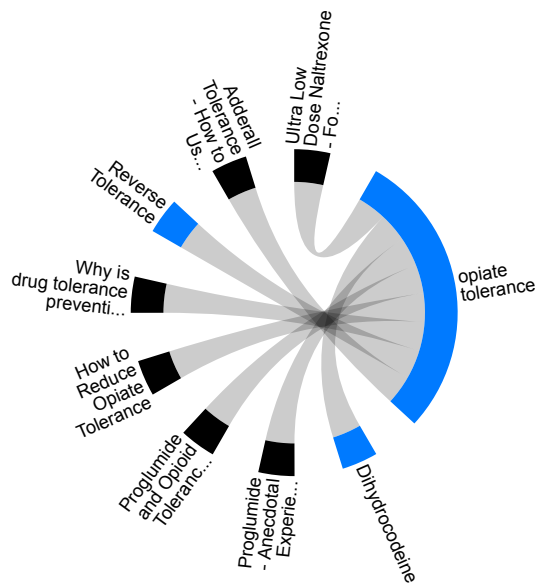 Ultra Low
Dose Naltrexone
- Fo...
Adderall
Tolerance
- How to
Us...
Reverse
Tolerance
Why is
drug tolerance
preventi...
How to
Reduce
Opiate
Tolerance
Proglumide
and Opioid
Toleranc...
Proglumide
- Anecdotal
Experie...
Dihydrocodeine
opiate
tolerance